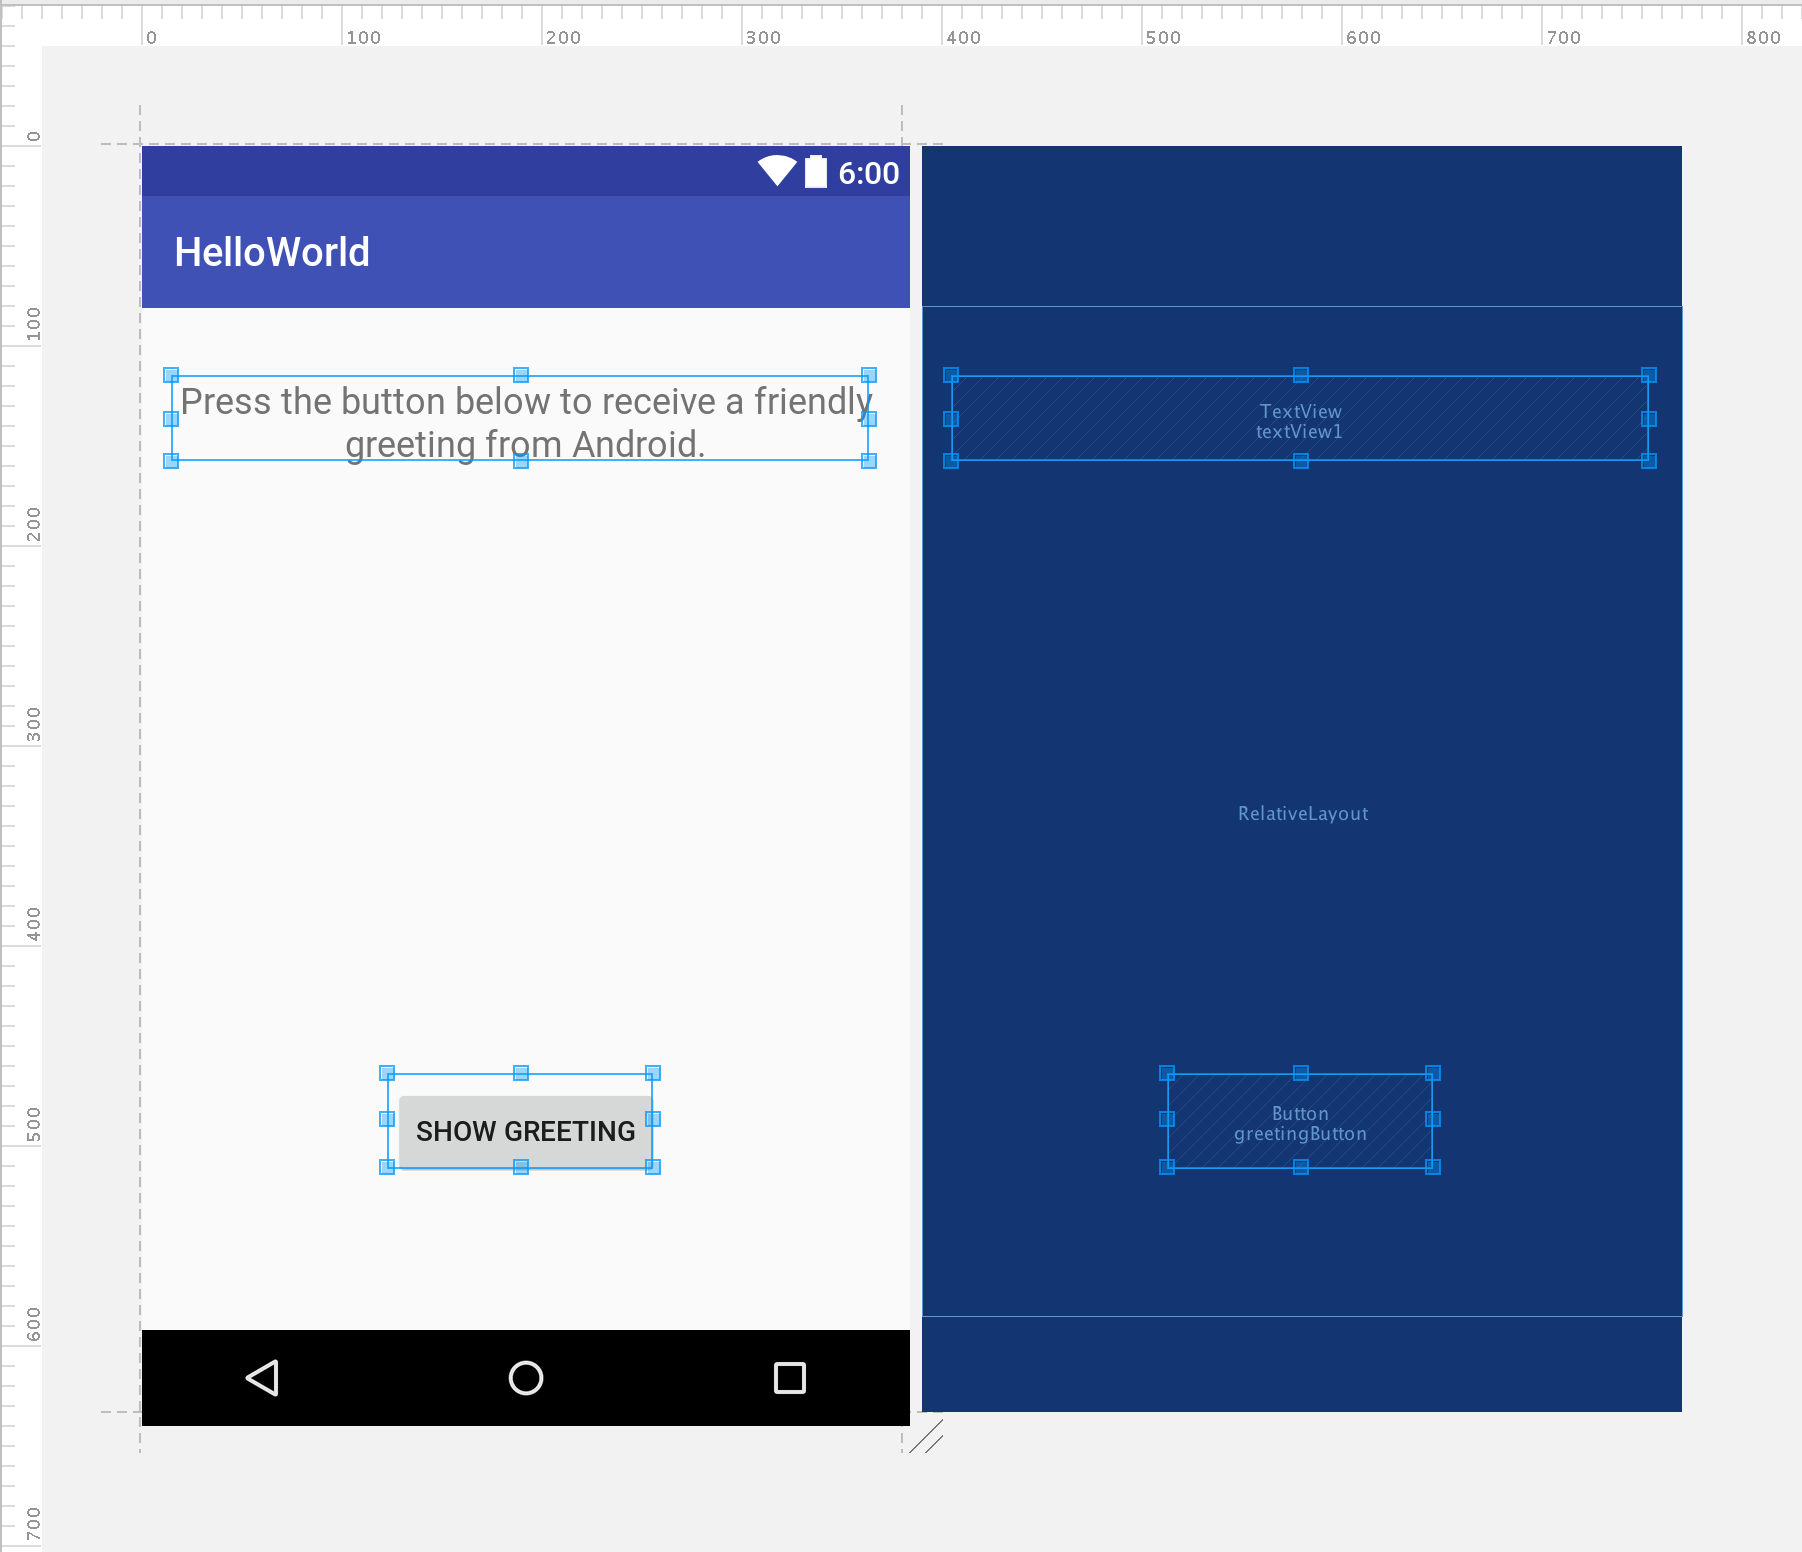 0 100 200 300 400 500 600 700 800
0
100
200
300
400
500
600
700
6:00
HelloWorld
Press the button below to receive a friendly
greeting from Android.
SHOW GREETING
TextView
textView1
RelativeLayout
Button
greetingButton